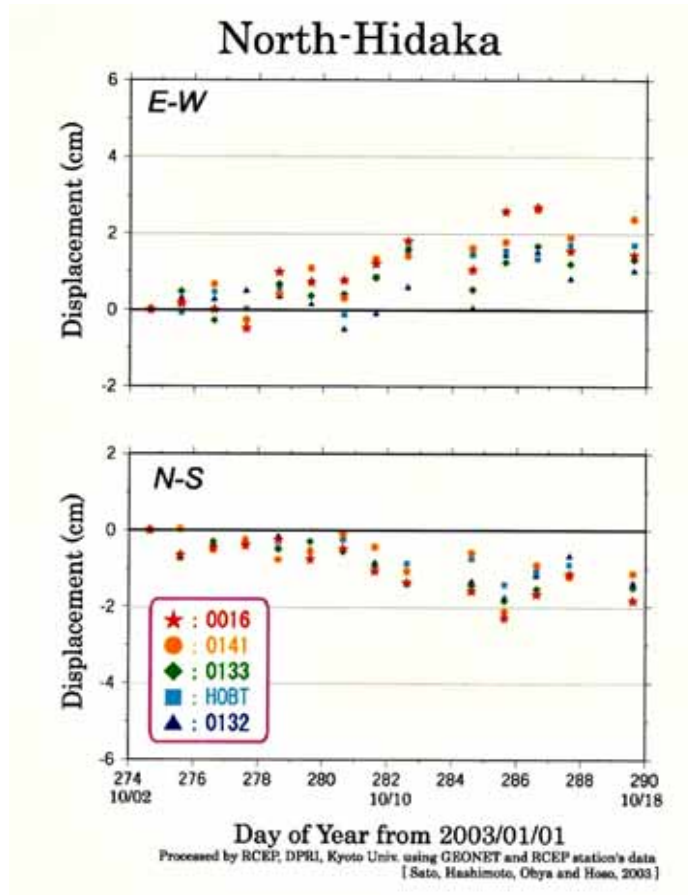 North-Hidaka
6
E-W
4
2
0
-2
Displacement (cm)
2
N-S
0
-2
-4
-6
Displacement (cm)
★ : 0016
● : 0141
◆ : 0133
■ : HOBT
▲ : 0132
274 276 278 280 282 284 286 288 290
10/02 10/10 10/18
Day of Year from 2003/01/01
Processed by RCEP, DPRI, Kyoto Univ. using GEONET and RCEP station's data
[ Sato, Hashimoto, Ohya and Hoso, 2003 ]